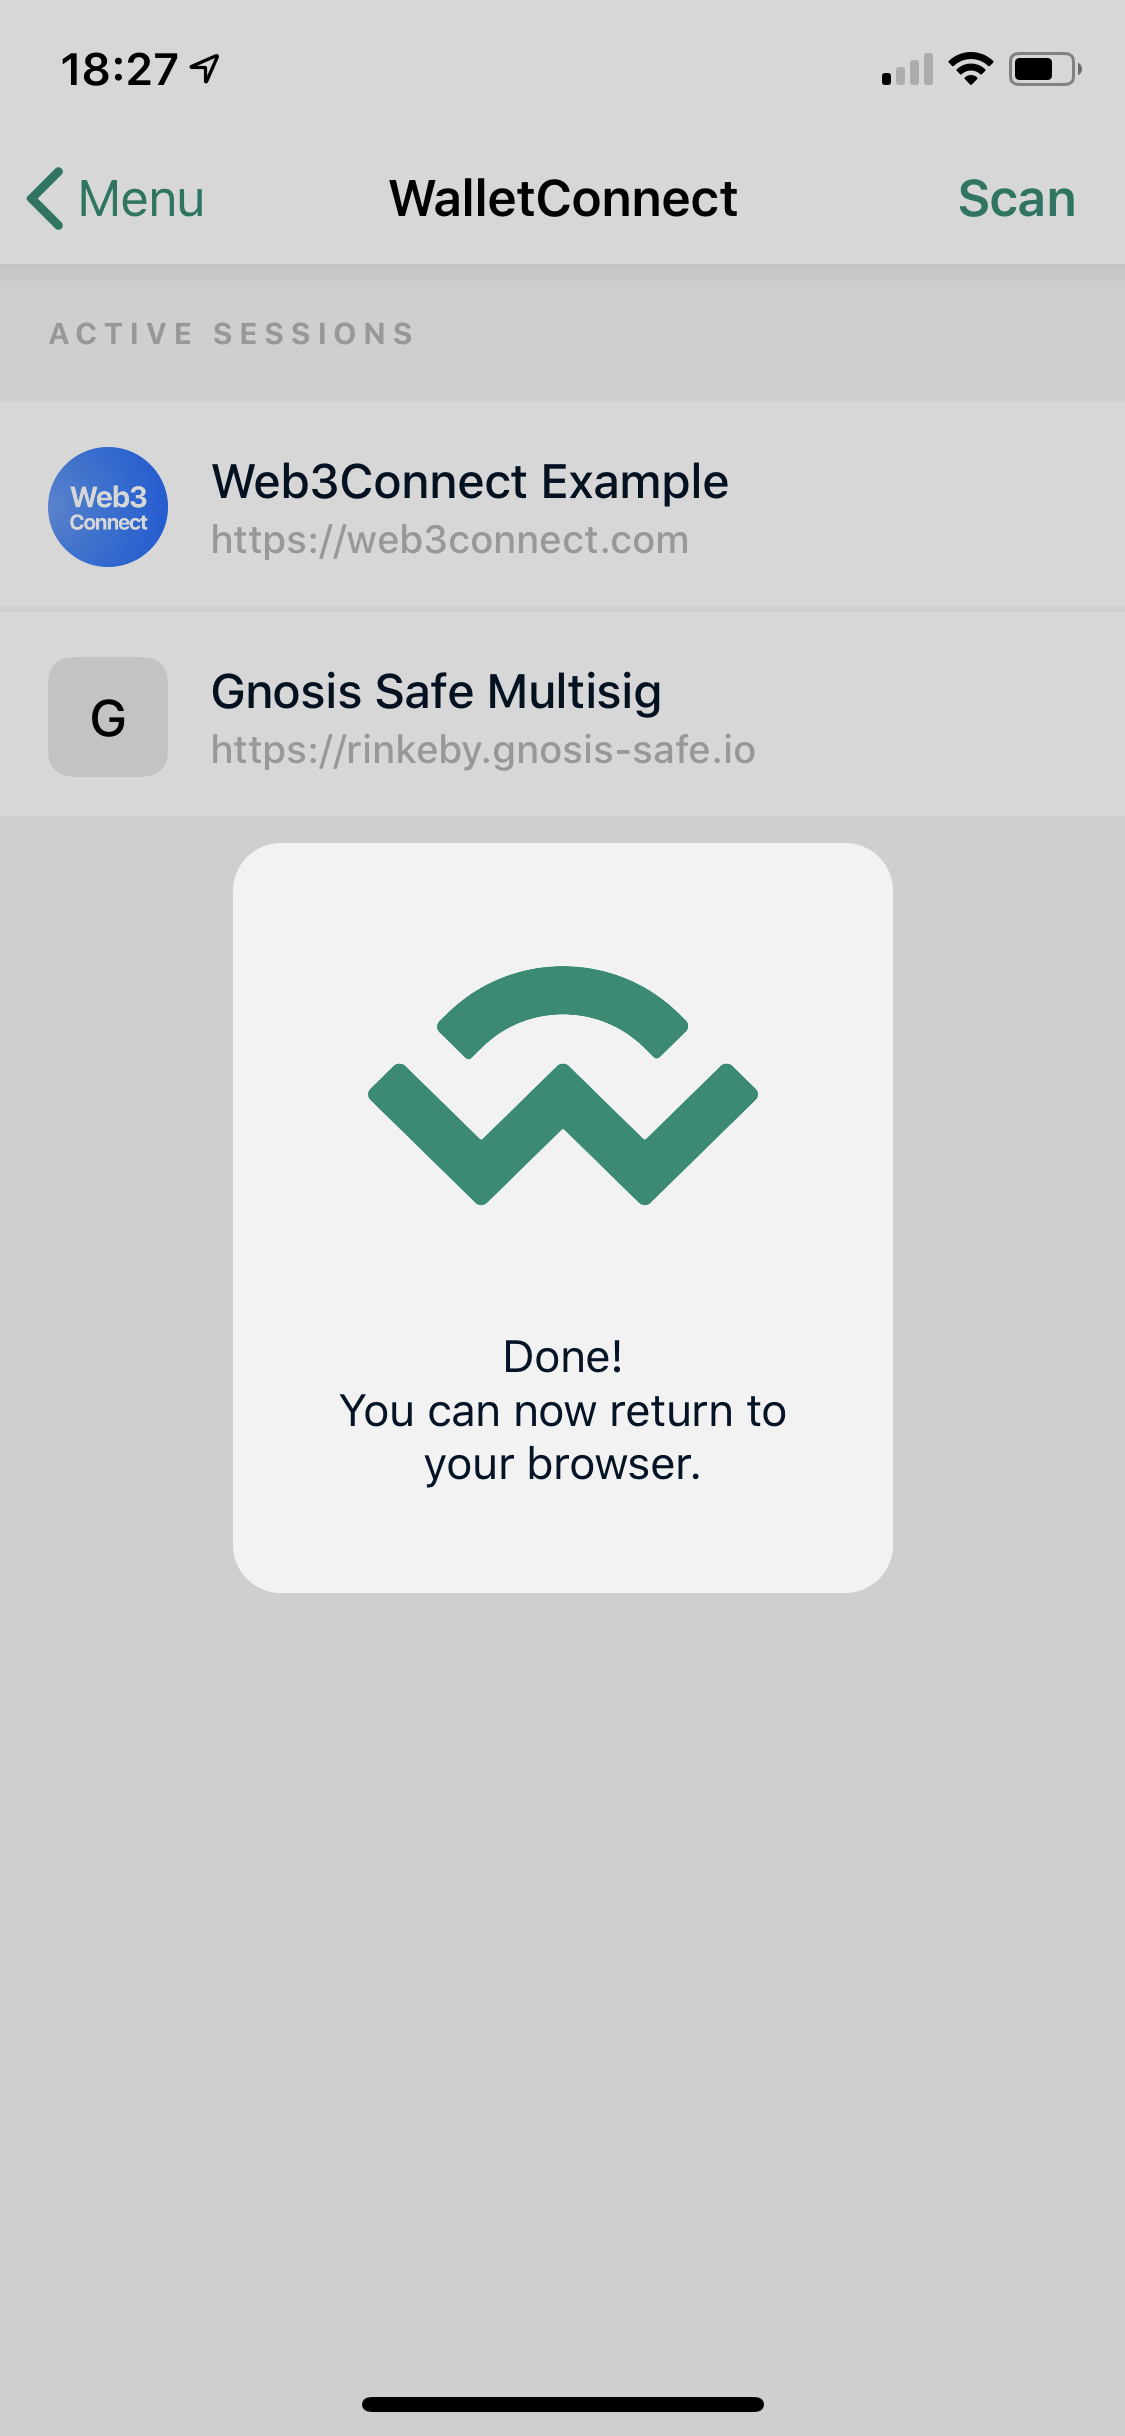 18:27
Menu
WalletConnect
Scan
ACTIVE SESSIONS
Web3
Connect
Web3Connect Example
https://web3connect.com
G
Gnosis Safe Multisig
https://rinkeby.gnosis-safe.io
Done!
You can now return to
your browser.